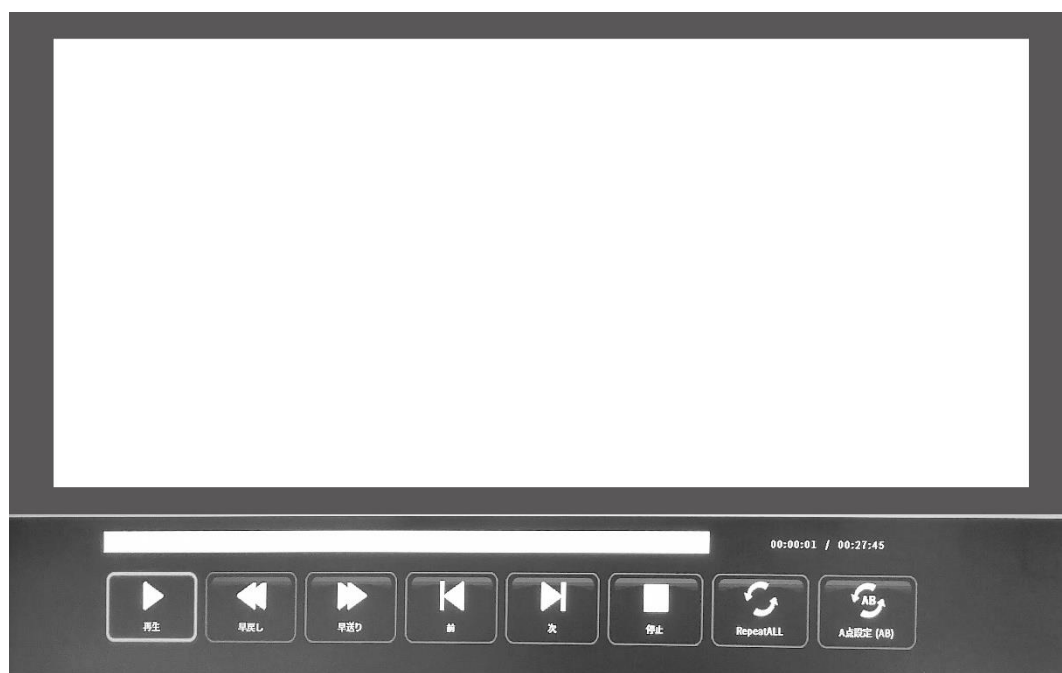 00:00:01 / 00:27:45
再生
早戻し
早送り
前
次
停止
RepeatALL
AB
A点設定 (AB)